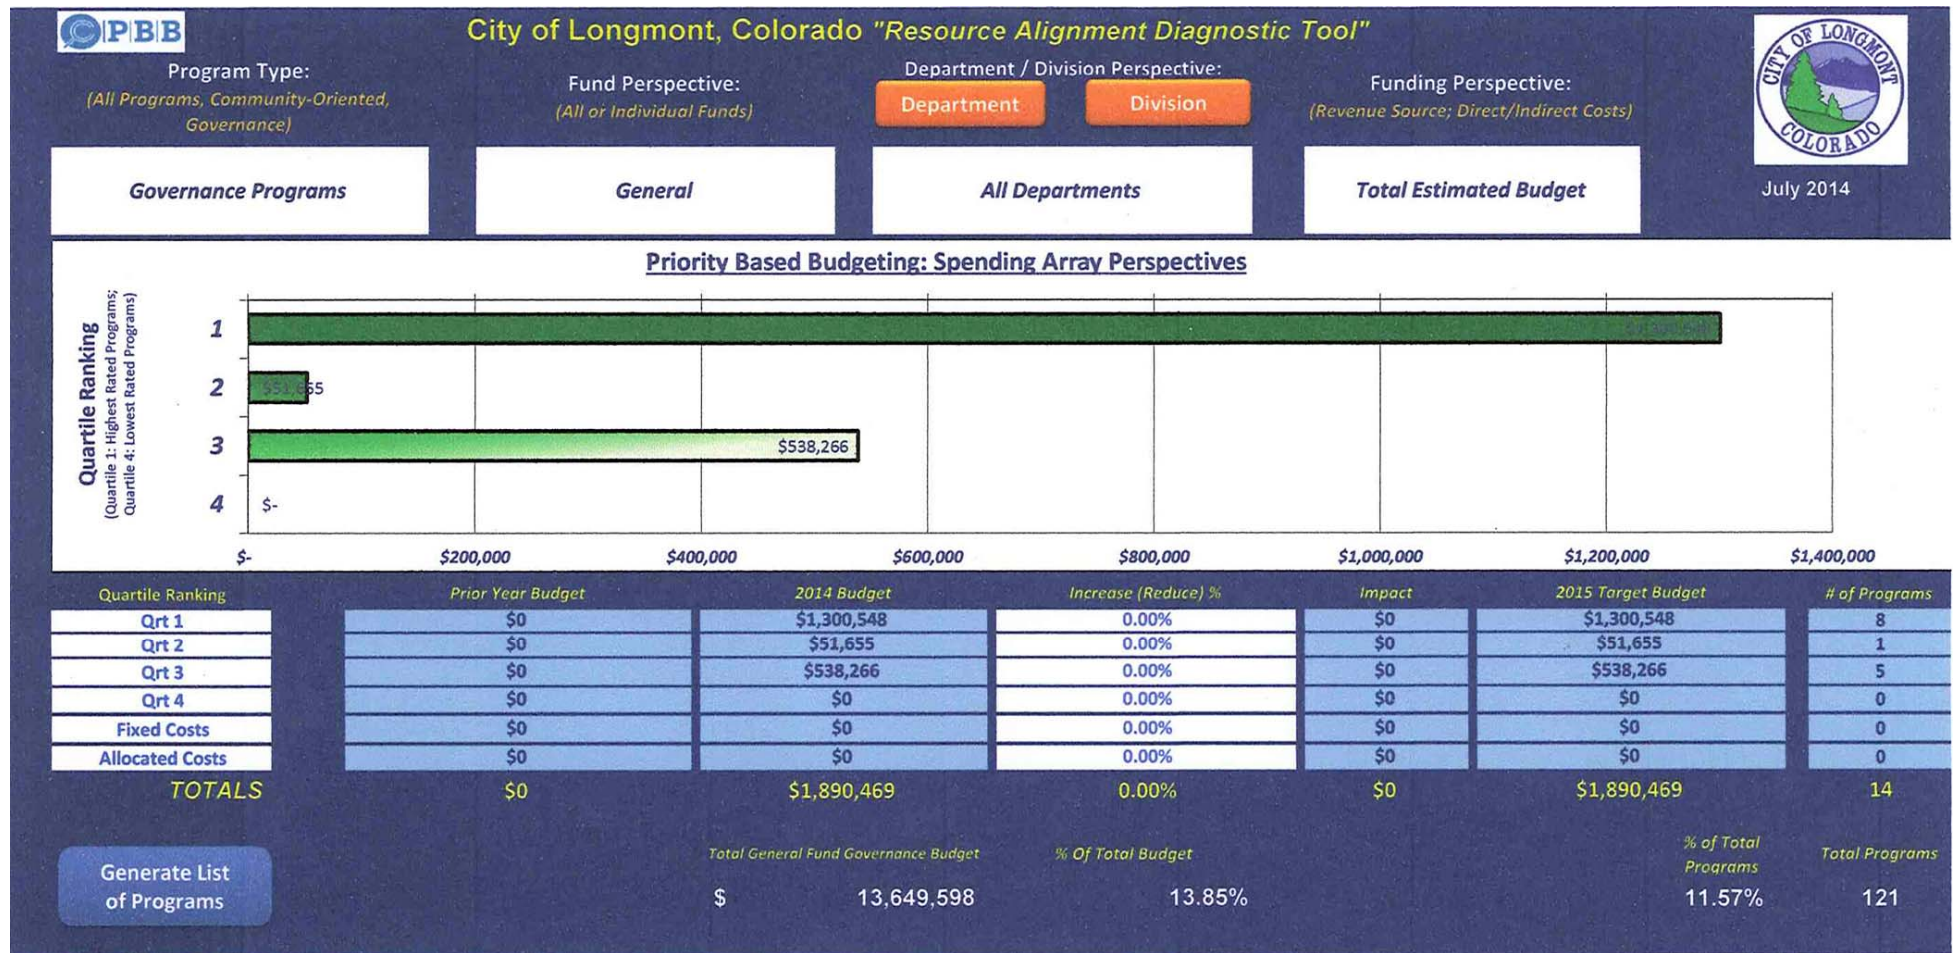 CPBB
City of Longmont, Colorado "Resource Alignment Diagnostic Tool"
Program Type:
(All Programs, Community-Oriented,
Governance)
Fund Perspective:
(All or Individual Funds)
Department / Division Perspective:
Department Division
Funding Perspective:
(Revenue Source; Direct/Indirect Costs)
CITY OF LONGMONT
COLORADO
Governance Programs General All Departments Total Estimated Budget July 2014
Priority Based Budgeting: Spending Array Perspectives
Quartile Ranking
(Quartile 1: Highest Rated Programs;
Quartile 4: Lowest Rated Programs)
1 $1,300,548
2 $51,655
3 $538,266
4 $-
$- $200,000 $400,000 $600,000 $800,000 $1,000,000 $1,200,000 $1,400,000
Quartile Ranking Prior Year Budget 2014 Budget Increase (Reduce) % Impact 2015 Target Budget # of Programs
Qrt 1 $0 $1,300,548 0.00% $0 $1,300,548 8
Qrt 2 $0 $51,655 0.00% $0 $51,655 1
Qrt 3 $0 $538,266 0.00% $0 $538,266 5
Qrt 4 $0 $0 0.00% $0 $0 0
Fixed Costs $0 $0 0.00% $0 $0 0
Allocated Costs $0 $0 0.00% $0 $0 0
TOTALS $0 $1,890,469 0.00% $0 $1,890,469 14
Generate List
of Programs
Total General Fund Governance Budget % Of Total Budget % of Total
Programs Total Programs
$ 13,649,598 13.85% 11.57% 121